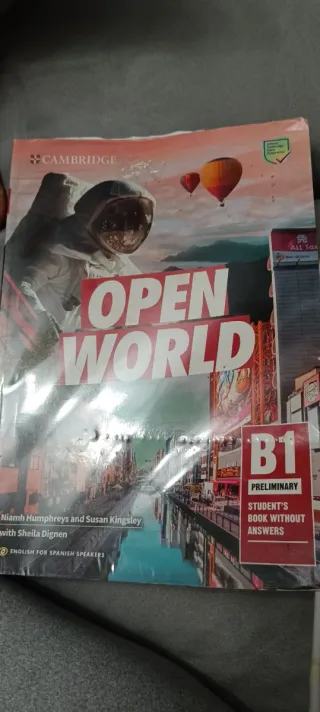 CAMBRIDGE
OPEN
WORLD
B1
PRELIMINARY
STUDENT'S
BOOK WITHOUT
ANSWERS
Niamh Humphreys and Susan Kingsley
with Sheila Dignen
ENGLISH FOR SPANISH SPEAKERS